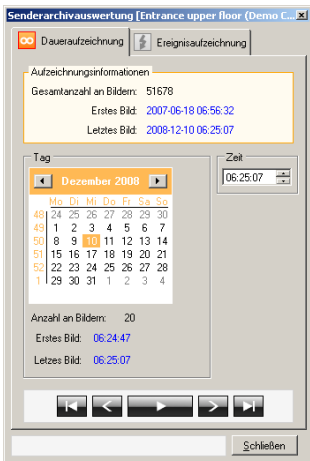 Senderarchivauswertung [Entrance upper floor (Demo C...
Daueraufzeichnung
Ereignisaufzeichnung
Aufzeichnungsinformationen
Gesamtanzahl an Bildern: 51678
Erstes Bild: 2007-06-18 06:56:32
Letztes Bild: 2008-12-10 06:25:07
Tag
Zeit
Dezember 2008
06:25:07
Mo Di Mi Do Fr Sa So
48 24 25 26 27 28 29 30
49 1 2 3 4 5 6 7
50 8 9 10 11 12 13 14
51 15 16 17 18 19 20 21
52 22 23 24 25 26 27 28
1 29 30 31 1 2 3 4
Anzahl an Bildern: 20
Erstes Bild: 06:24:47
Letzes Bild: 06:25:07
Schließen